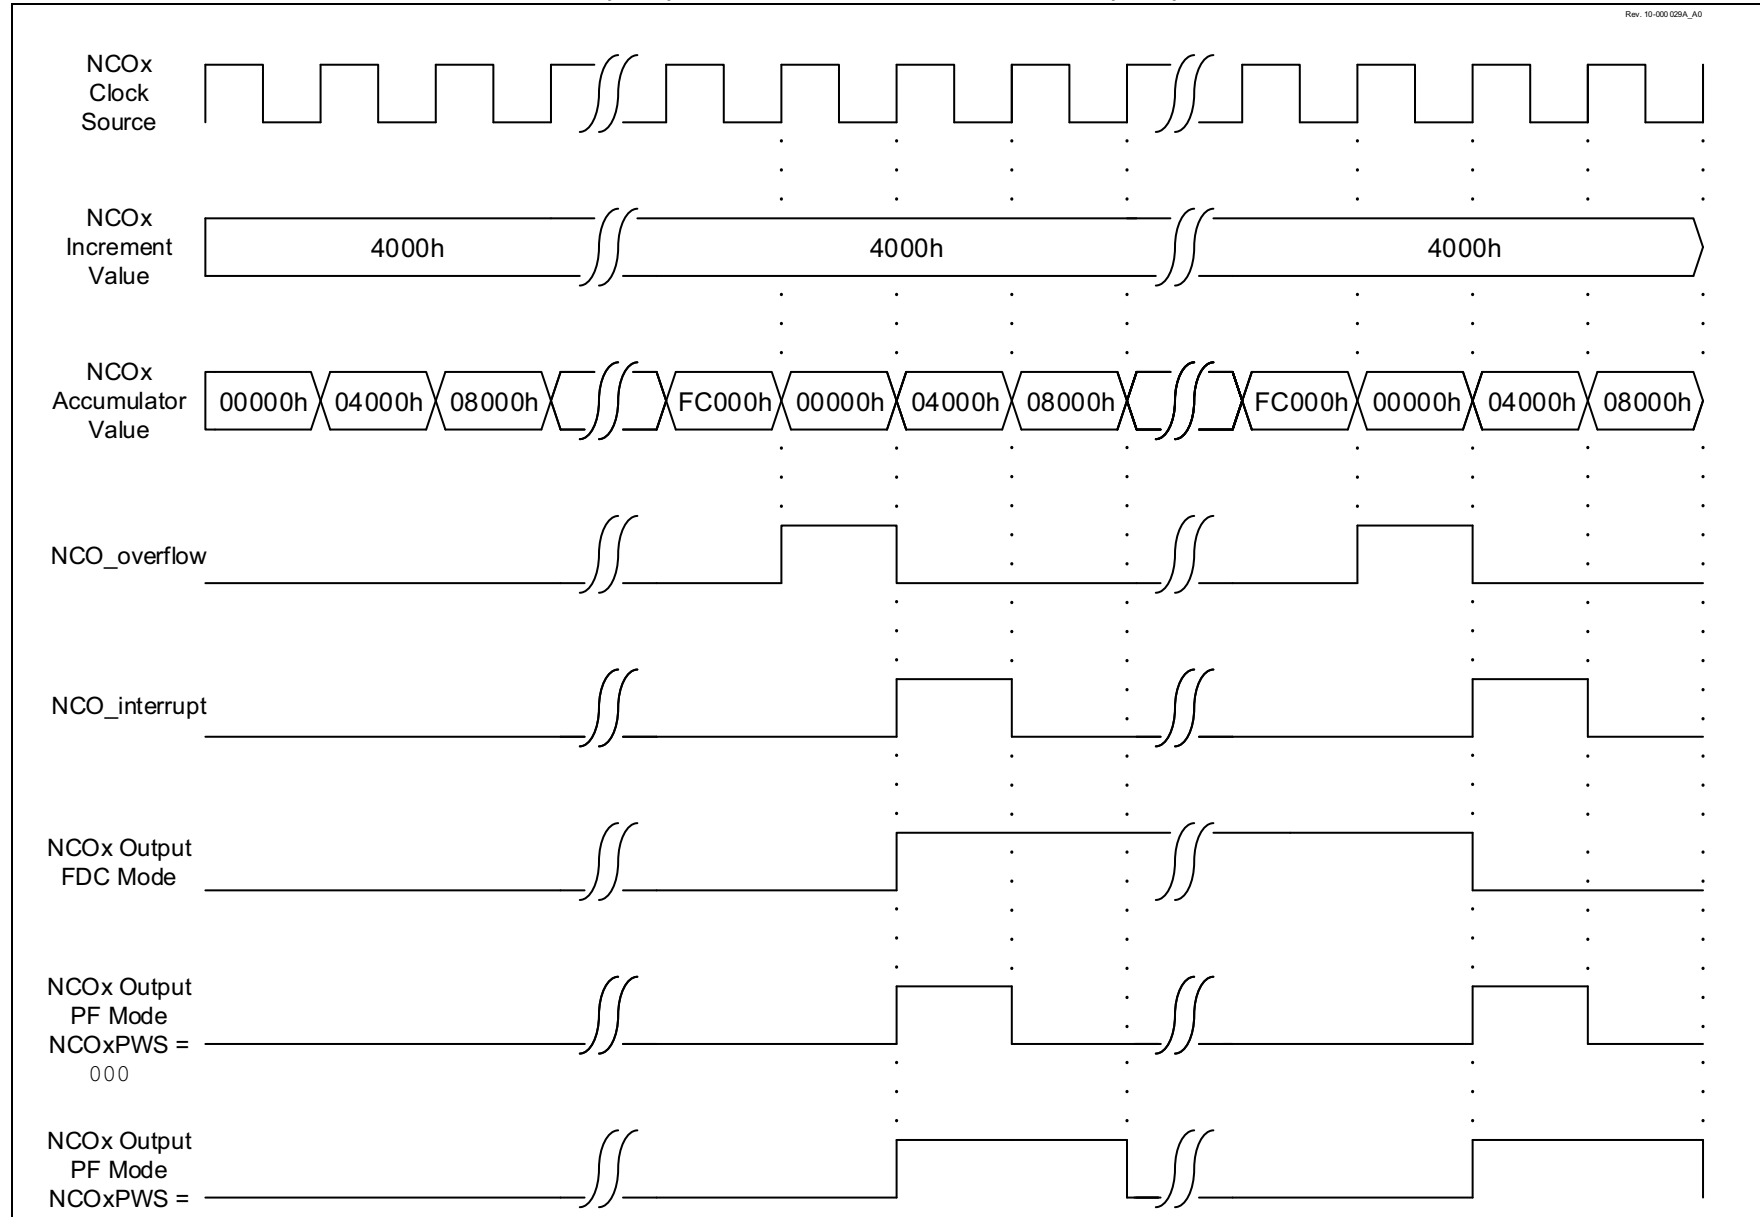 Rev. 10-000 029A_A0
NCOx
Clock
Source
NCOx
Increment
Value
4000h
4000h
4000h
NCOx
Accumulator
Value
00000h
04000h
08000h
FC000h
00000h
04000h
08000h
FC000h
00000h
04000h
08000h
NCO_overflow
NCO_interrupt
NCOx Output
FDC Mode
NCOx Output
PF Mode
NCOxPWS =
000
NCOx Output
PF Mode
NCOxPWS =